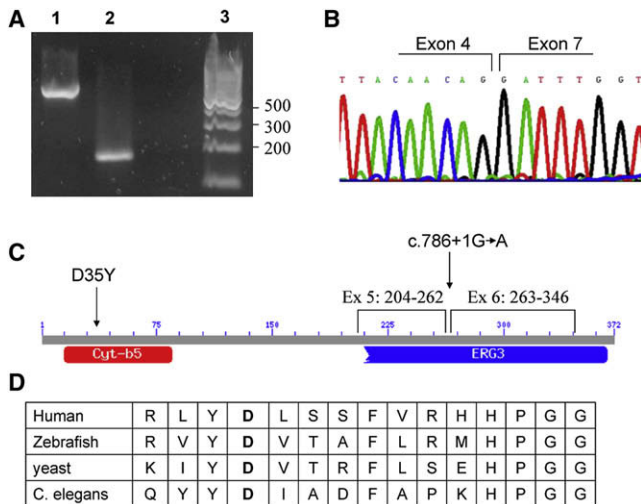 A
1 2 3
500
300
200
B
Exon 4 Exon 7
T T A C A A C A G G A T T T G G T
C
c.786+1G→A
D35Y
Ex 5: 204-262 Ex 6: 263-346
1 75 150 225 300 372
Cyt-b5 ERG3
D
Human R L Y D L S S F V R H H P G G
Zebrafish R V Y D V T A F L R M H P G G
yeast K I Y D V T R F L S E H P G G
C. elegans Q Y Y D I A D F A P K H P G G